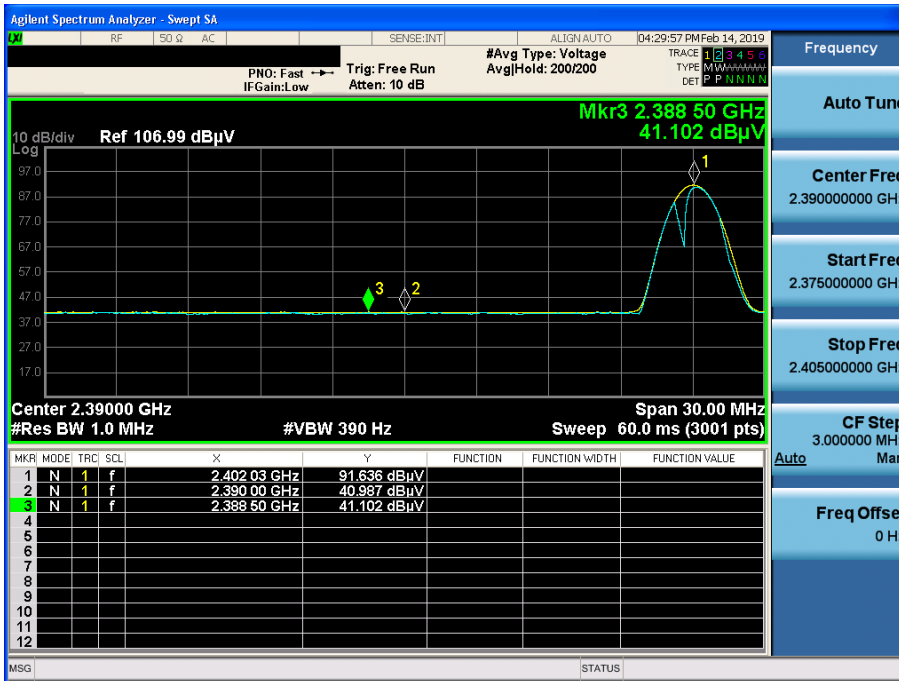 Agilent Spectrum Analyzer - Swept SA
LXI RF 50 Ω AC SENSE:INT ALIGN AUTO 04:29:57 PM Feb 14, 2019
PNO: Fast
IFGain:Low
Trig: Free Run
Atten: 10 dB
#Avg Type: Voltage
Avg|Hold: 200/200
TRACE 1 2 3 4 5 6
TYPE M W
DET P P N N N N
Mkr3 2.388 50 GHz
41.102 dBµV
10 dB/div Ref 106.99 dBµV
Log
97.0
87.0
77.0
67.0
57.0
47.0
37.0
27.0
17.0
1
3
2
Center 2.39000 GHz Span 30.00 MHz
#Res BW 1.0 MHz #VBW 390 Hz Sweep 60.0 ms (3001 pts)
MKR MODE TRC SCL X Y FUNCTION FUNCTION WIDTH FUNCTION VALUE
1 N 1 f 2.402 03 GHz 91.636 dBµV
2 N 1 f 2.390 00 GHz 40.987 dBµV
3 N 1 f 2.388 50 GHz 41.102 dBµV
4
5
6
7
8
9
10
11
12
MSG STATUS
Frequency
Auto Tune
Center Freq
2.390000000 GH
Start Freq
2.375000000 GH
Stop Freq
2.405000000 GH
CF Step
3.000000 MH
Auto Man
Freq Offse
0 H